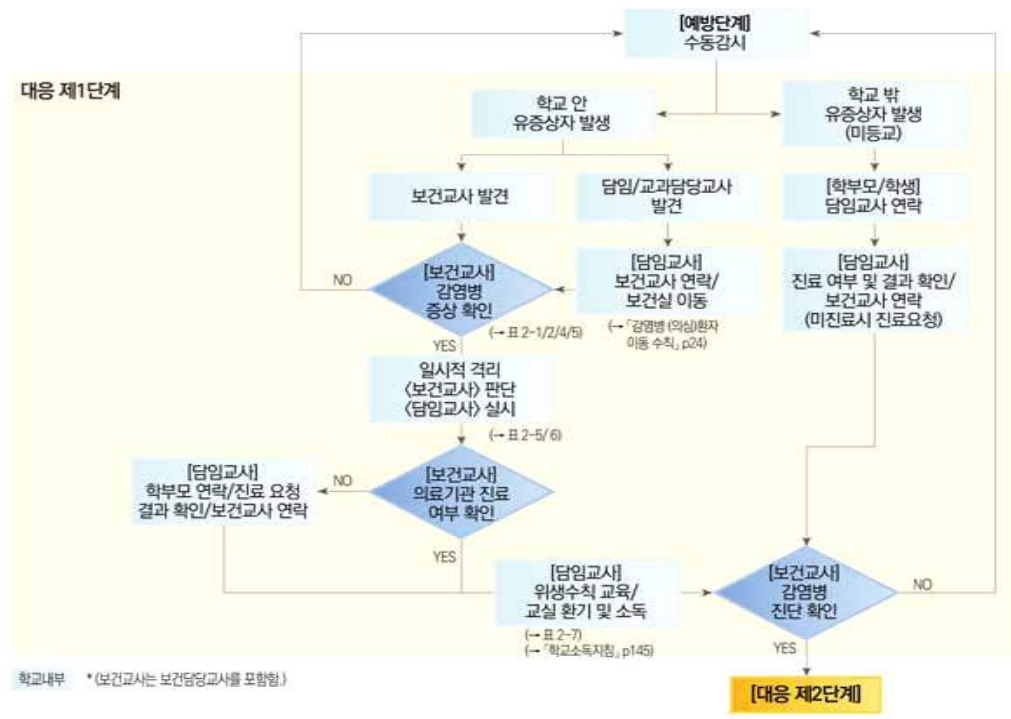 [예방단계]
수동감시
대응 제1단계
학교 안
유증상자 발생
학교 밖
유증상자 발생
(미등교)
보건교사 발견
담임/교과담당교사
발견
[학부모/학생]
담임교사 연락
[보건교사]
감염병
증상 확인
NO
[담임교사]
보건교사 연락/
보건실 이동
[담임교사]
진료 여부 및 결과 확인/
보건교사 연락
(미진료시 진료요청)
(→ 표 2-1/2/4/5)
(→「감염병 (의심)환자
이동 수칙」 p24)
YES
일시적 격리
〈보건교사〉 판단
〈담임교사〉 실시
(→ 표 2-5/6)
[담임교사]
학부모 연락/진료 요청
결과 확인/보건교사 연락
NO
[보건교사]
의료기관 진료
여부 확인
YES
[담임교사]
위생수칙 교육/
교실 환기 및 소독
(→ 표 2-7)
(→「학교소독지침」 p145)
[보건교사]
감염병
진단 확인
NO
YES
[대응 제2단계]
학교내부 * (보건교사는 보건담당교사를 포함함.)